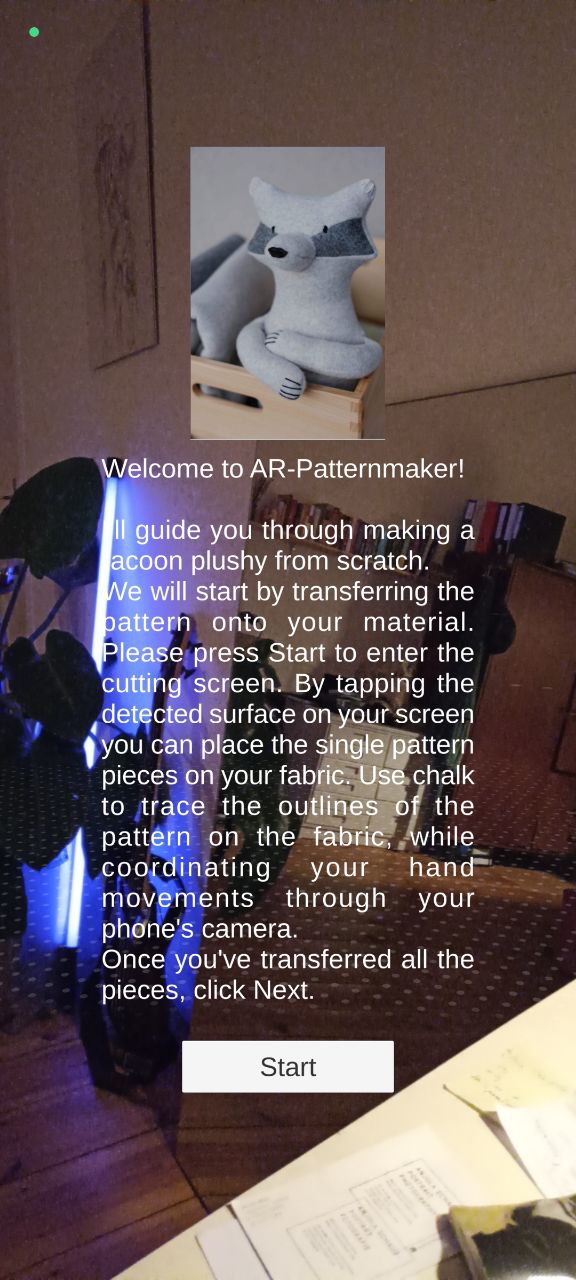 Welcome to AR-Patternmaker!
I'll guide you through making a
racoon plushy from scratch.
We will start by transferring the
pattern onto your material.
Please press Start to enter the
cutting screen. By tapping the
detected surface on your screen
you can place the single pattern
pieces on your fabric. Use chalk
to trace the outlines of the
pattern on the fabric, while
coordinating your hand
movements through your
phone's camera.
Once you've transferred all the
pieces, click Next.
Start